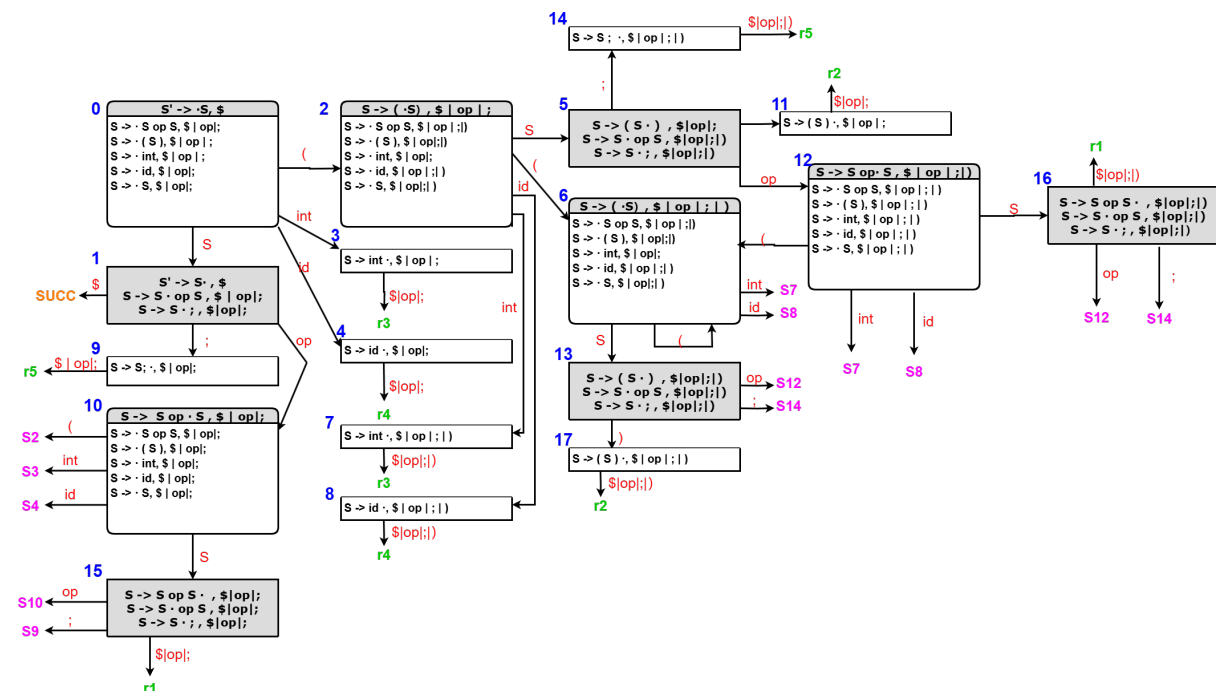 0
S' -> ·S, $
S -> · S op S, $ | op|;
S -> · ( S ), $ | op | ;
S -> · int, $ | op | ;
S -> · id, $ | op|;
S -> · S, $ | op|;
(
int
id
S
1
S' -> S·, $
S -> S · op S , $ | op|;
S -> S · ; , $|op|;
$
SUCC
;
op
9
S -> S; ·, $ | op|;
$ | op|;
r5
10
S -> S op · S , $ | op|;
S -> · S op S, $ | op|;
S -> · ( S ), $ | op|;
S -> · int, $ | op|;
S -> · id, $ | op|;
S -> · S, $ | op|;
(
S2
int
S3
id
S4
S
15
S -> S op S · , $|op|;
S -> S · op S , $|op|;
S -> S · ; , $|op|;
op
S10
;
S9
$|op|;
r1
2
S -> ( ·S) , $ | op | ;
S -> · S op S, $ | op | ;|)
S -> · ( S ), $ | op|;|)
S -> · int, $ | op|;
S -> · id, $ | op | ;| )
S -> · S, $ | op|;| )
S
(
id
int
3
S -> int ·, $ | op | ;
$|op|;
r3
4
S -> id ·, $ | op|;
$|op|;
r4
7
S -> int ·, $ | op | ; | )
$|op|;|)
r3
8
S -> id ·, $ | op | ; | )
$|op|;|)
r4
14
S -> S ; ·, $ | op | ; | )
$|op|;|)
r5
;
5
S -> ( S · ) , $|op|;
S -> S · op S , $|op|;|)
S -> S · ; , $|op|;|)
op
11
S -> ( S ) ·, $ | op | ;
$|op|;
r2
6
S -> ( ·S) , $ | op | ; | )
S -> · S op S, $ | op | ;|)
S -> · ( S ), $ | op|;|)
S -> · int, $ | op|;
S -> · id, $ | op | ;| )
S -> · S, $ | op|;| )
int
S7
id
S8
(
S
12
S -> S op· S , $ | op | ;|)
S -> · S op S, $ | op | ; | )
S -> · ( S ), $ | op | ; | )
S -> · int, $ | op | ; | )
S -> · id, $ | op | ; | )
S -> · S, $ | op | ; | )
(
S
int
S7
id
S8
13
S -> ( S · ) , $|op|;|)
S -> S · op S , $|op|;|)
S -> S · ; , $|op|;|)
op
S12
;
S14
)
17
S -> ( S ) ·, $ | op | ; | )
$|op|;|)
r2
16
S -> S op S · , $|op|;|)
S -> S · op S , $|op|;|)
S -> S · ; , $|op|;|)
r1
$|op|;|)
op
S12
;
S14